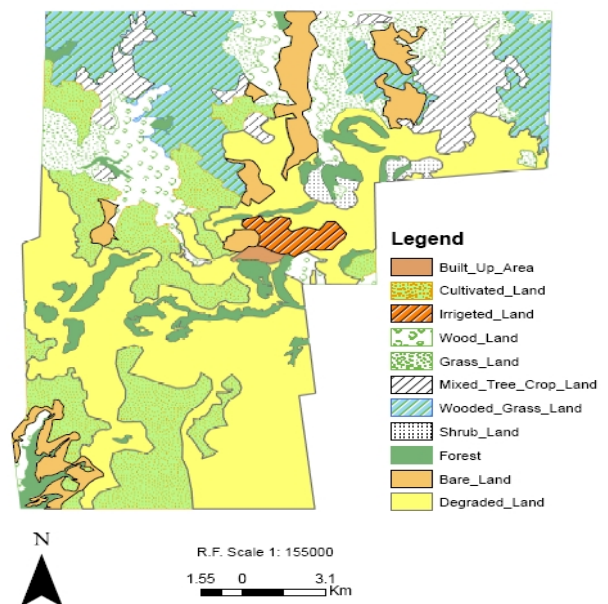 Legend
Built_Up_Area
Cultivated_Land
Irrigeted_Land
Wood_Land
Grass_Land
Mixed_Tree_Crop_Land
Wooded_Grass_Land
Shrub_Land
Forest
Bare_Land
Degraded_Land
N
R.F. Scale 1: 155000
1.55 0 3.1
Km